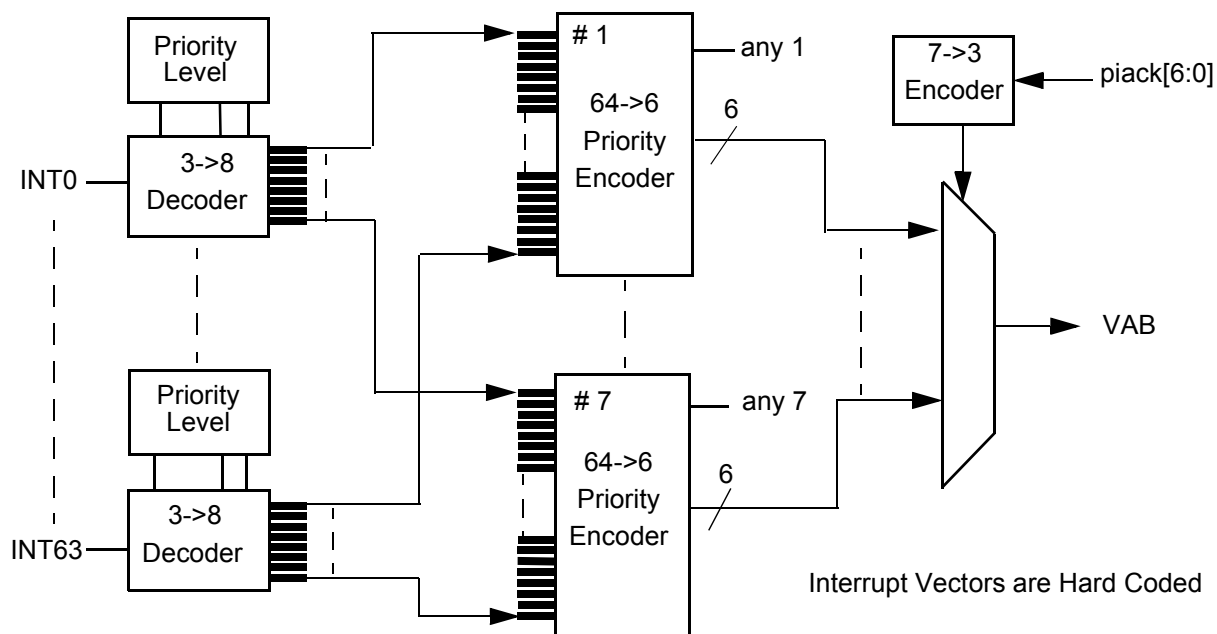 Priority
Level
3->8
Decoder
INT0
# 1
64->6
Priority
Encoder
any 1
6
7->3
Encoder
piack[6:0]
VAB
Priority
Level
3->8
Decoder
INT63
# 7
64->6
Priority
Encoder
any 7
6
Interrupt Vectors are Hard Coded